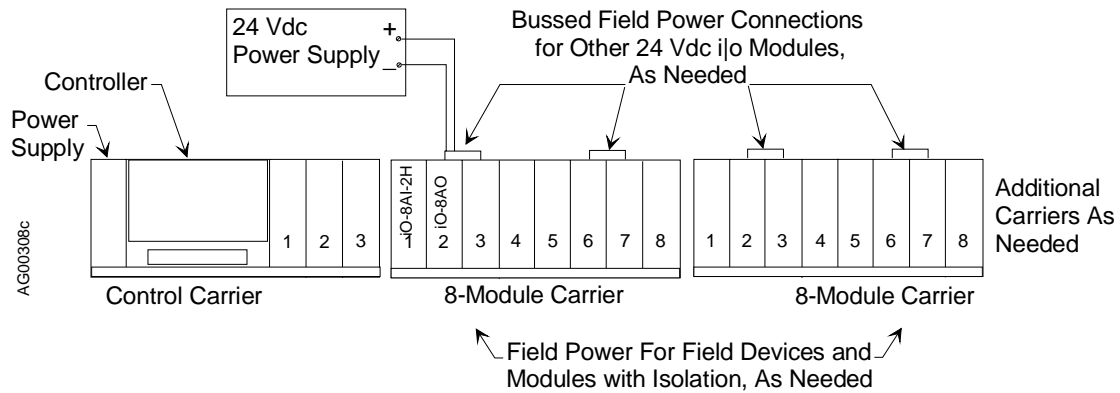 24 Vdc +
Power Supply _
Bussed Field Power Connections
for Other 24 Vdc i|o Modules,
As Needed
Controller
Power
Supply
iO-8AI-2H
iO-8AO
1 2 3
1 2 3 4 5 6 7 8
1 2 3 4 5 6 7 8
Additional
Carriers As
Needed
AG00308c
Control Carrier
8-Module Carrier
8-Module Carrier
Field Power For Field Devices and
Modules with Isolation, As Needed